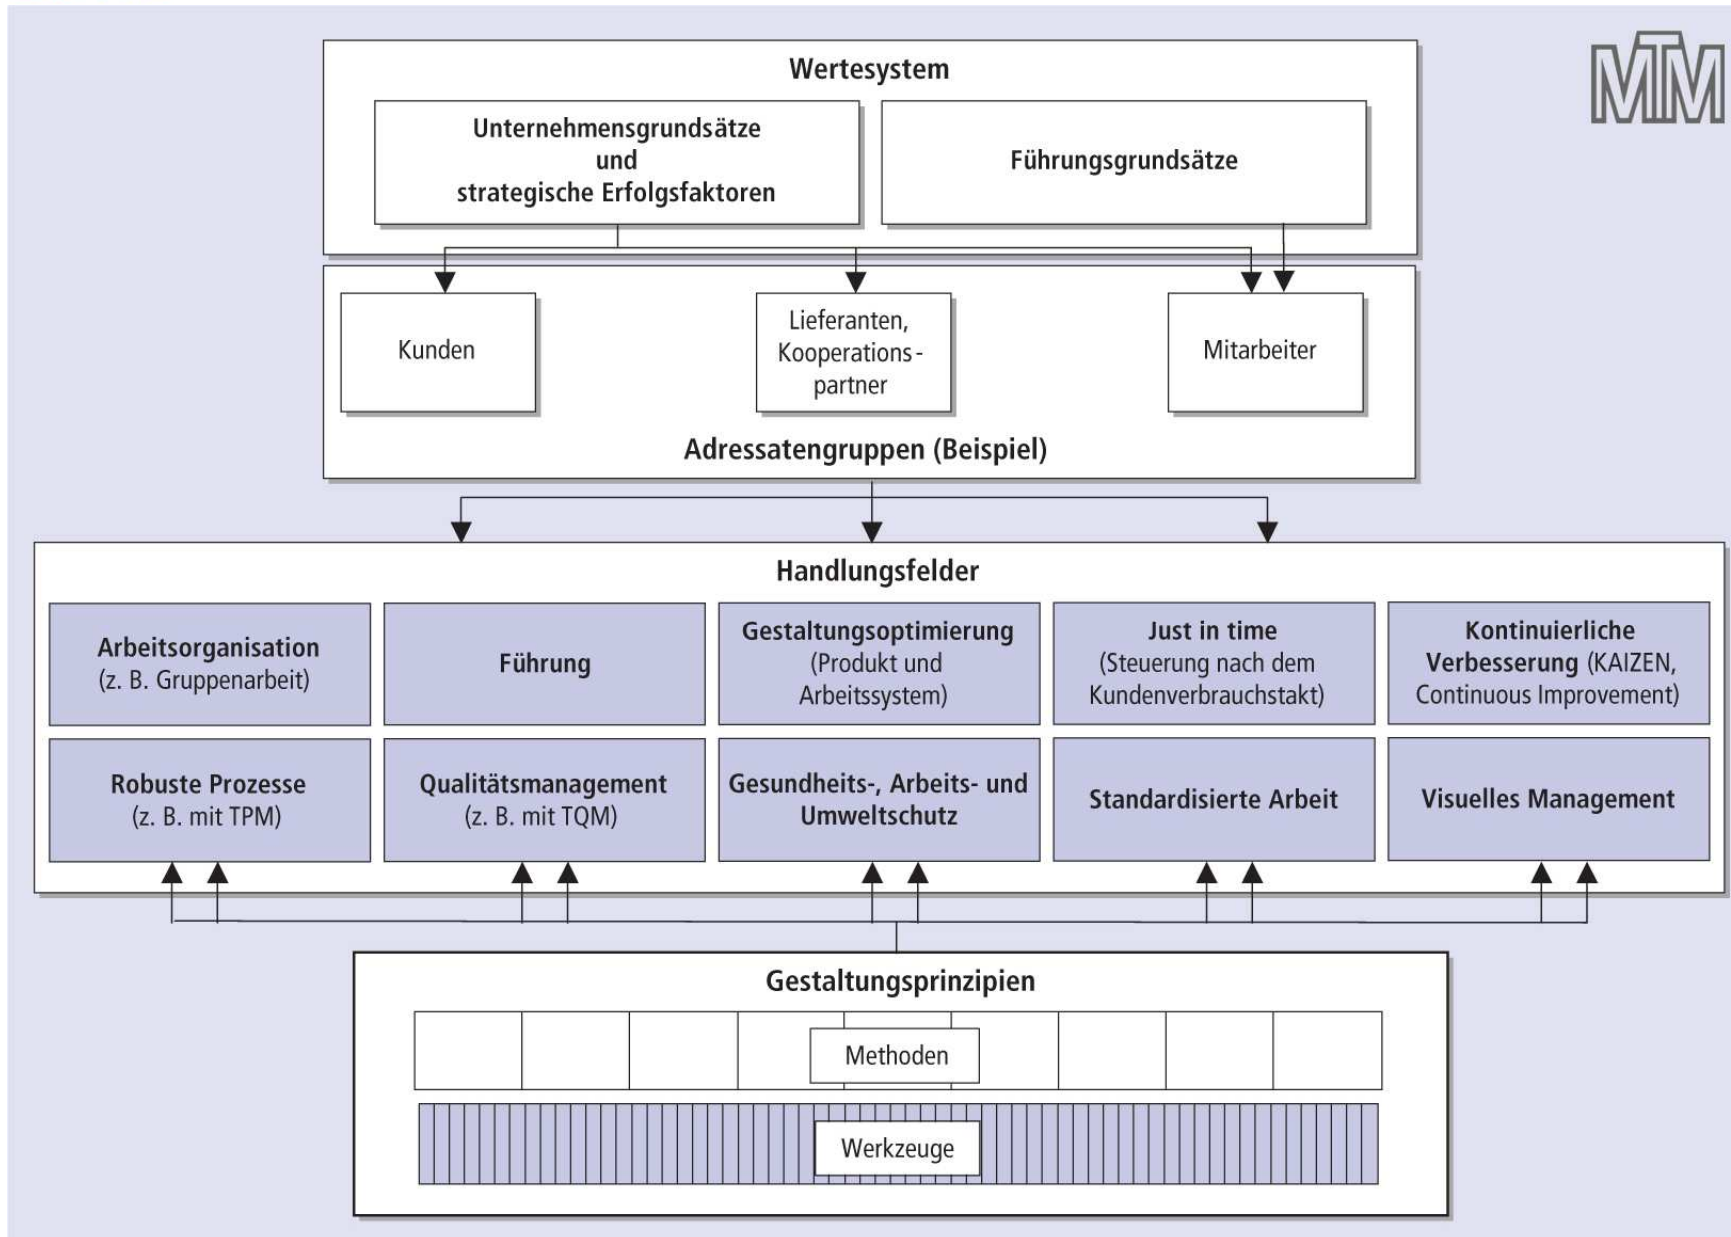 MTM
Wertesystem
Unternehmensgrundsätze
und
strategische Erfolgsfaktoren
Führungsgrundsätze
Kunden
Lieferanten,
Kooperations-
partner
Mitarbeiter
Adressatengruppen (Beispiel)
Handlungsfelder
Arbeitsorganisation
(z. B. Gruppenarbeit)
Führung
Gestaltungsoptimierung
(Produkt und
Arbeitssystem)
Just in time
(Steuerung nach dem
Kundenverbrauchstakt)
Kontinuierliche
Verbesserung (KAIZEN,
Continuous Improvement)
Robuste Prozesse
(z. B. mit TPM)
Qualitätsmanagement
(z. B. mit TQM)
Gesundheits-, Arbeits- und
Umweltschutz
Standardisierte Arbeit
Visuelles Management
Gestaltungsprinzipien
Methoden
Werkzeuge